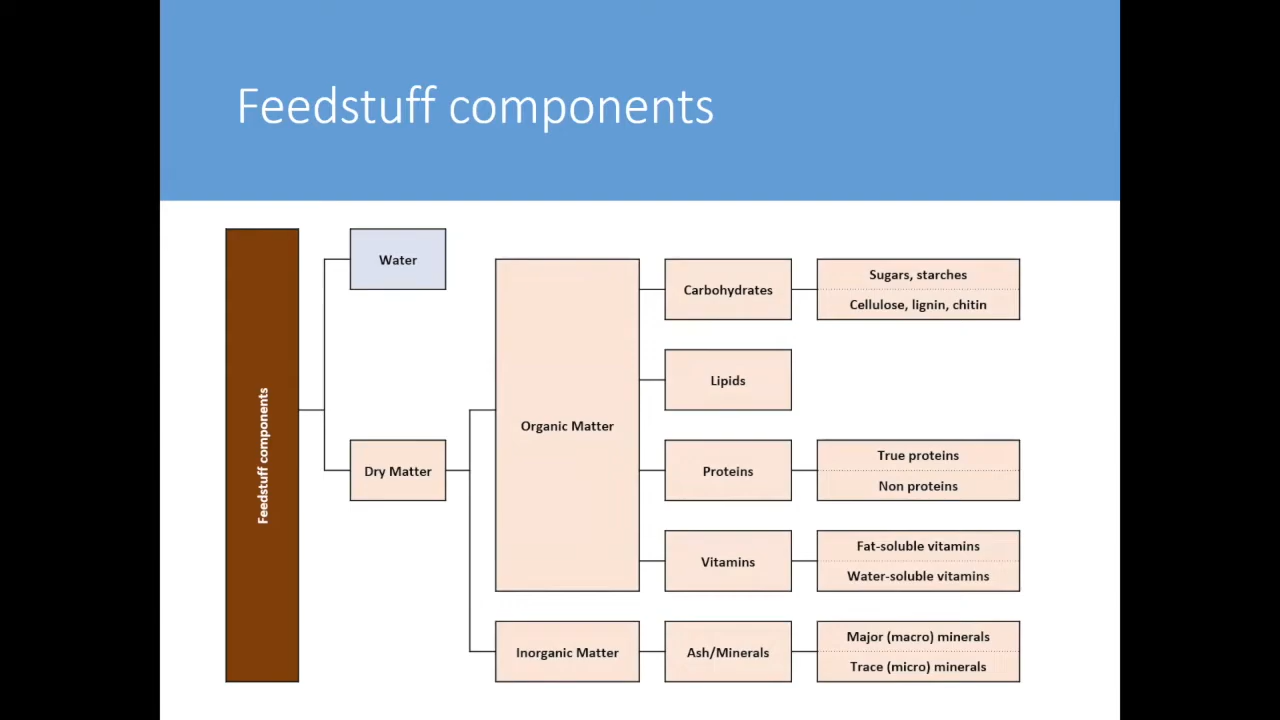 Feedstuff components
Feedstuff components
Water
Dry Matter
Organic Matter
Inorganic Matter
Carbohydrates
Lipids
Proteins
Vitamins
Ash/Minerals
Sugars, starches
Cellulose, lignin, chitin
True proteins
Non proteins
Fat-soluble vitamins
Water-soluble vitamins
Major (macro) minerals
Trace (micro) minerals